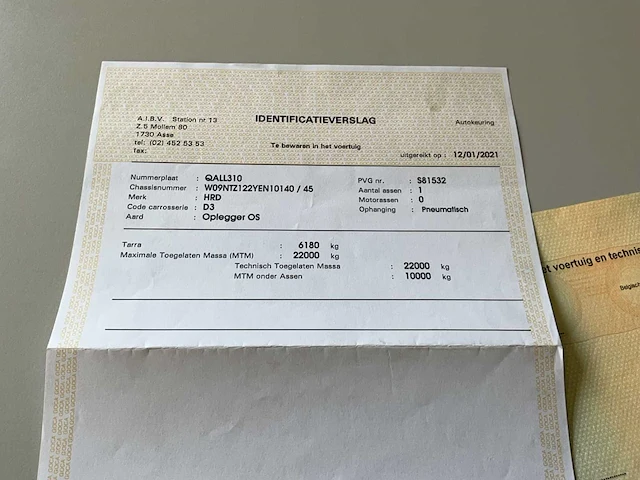 A.I.B.V. Station nr 13
Z.5 Mollem 80
1730 Asse
tel: (02) 452 53 53
fax.
IDENTIFICATIEVERSLAG
Te bewaren in het voertuig
Autokeuring
uitgereikt op : 12/01/2021
Nummerplaat : QALL310
Chassisnummer : W09NTZ122YEN10140 / 45
Merk : HRD
Code carrosserie : D3
Aard : Oplegger OS
PVG nr. : S81532
Aantal assen : 1
Motorassen : 0
Ophanging : Pneumatisch
Tarra : 6180 kg
Maximale Toegelaten Massa (MTM) : 22000 kg
Technisch Toegelaten Massa : 22000 kg
MTM onder Assen : 10000 kg
et voertuig en technis
Belgisch